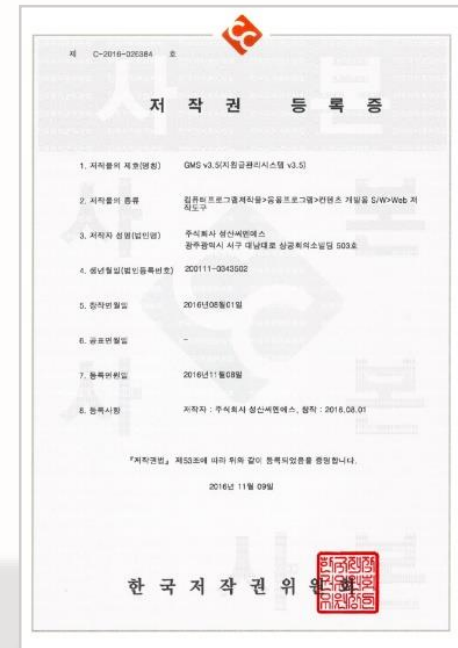 제 C-2016-026384 호
저 작 권 등 록 증
1. 저작물의 제호(명칭) GMS v3.5(지원금관리시스템 v3.5)
2. 저작물의 종류 컴퓨터프로그램저작물>응용프로그램>컨텐츠 개발용 S/W>Web 저
작도구
3. 저작자 성명(법인명) 주식회사 성산씨엔에스
광주광역시 서구 대남대로 상공회의소빌딩 503호
4. 생년월일(법인등록번호) 200111-0343502
5. 창작연월일 2016년08월01일
6. 공표연월일 -
7. 등록연월일 2016년11월08일
8. 등록사항 저작자 : 주식회사 성산씨엔에스, 창작 : 2016.08.01
『저작권법』 제53조에 따라 위와 같이 등록되었음을 증명합니다.
2016년 11월 09일
한 국 저 작 권 위 원 회
사 본
사 본
사 본